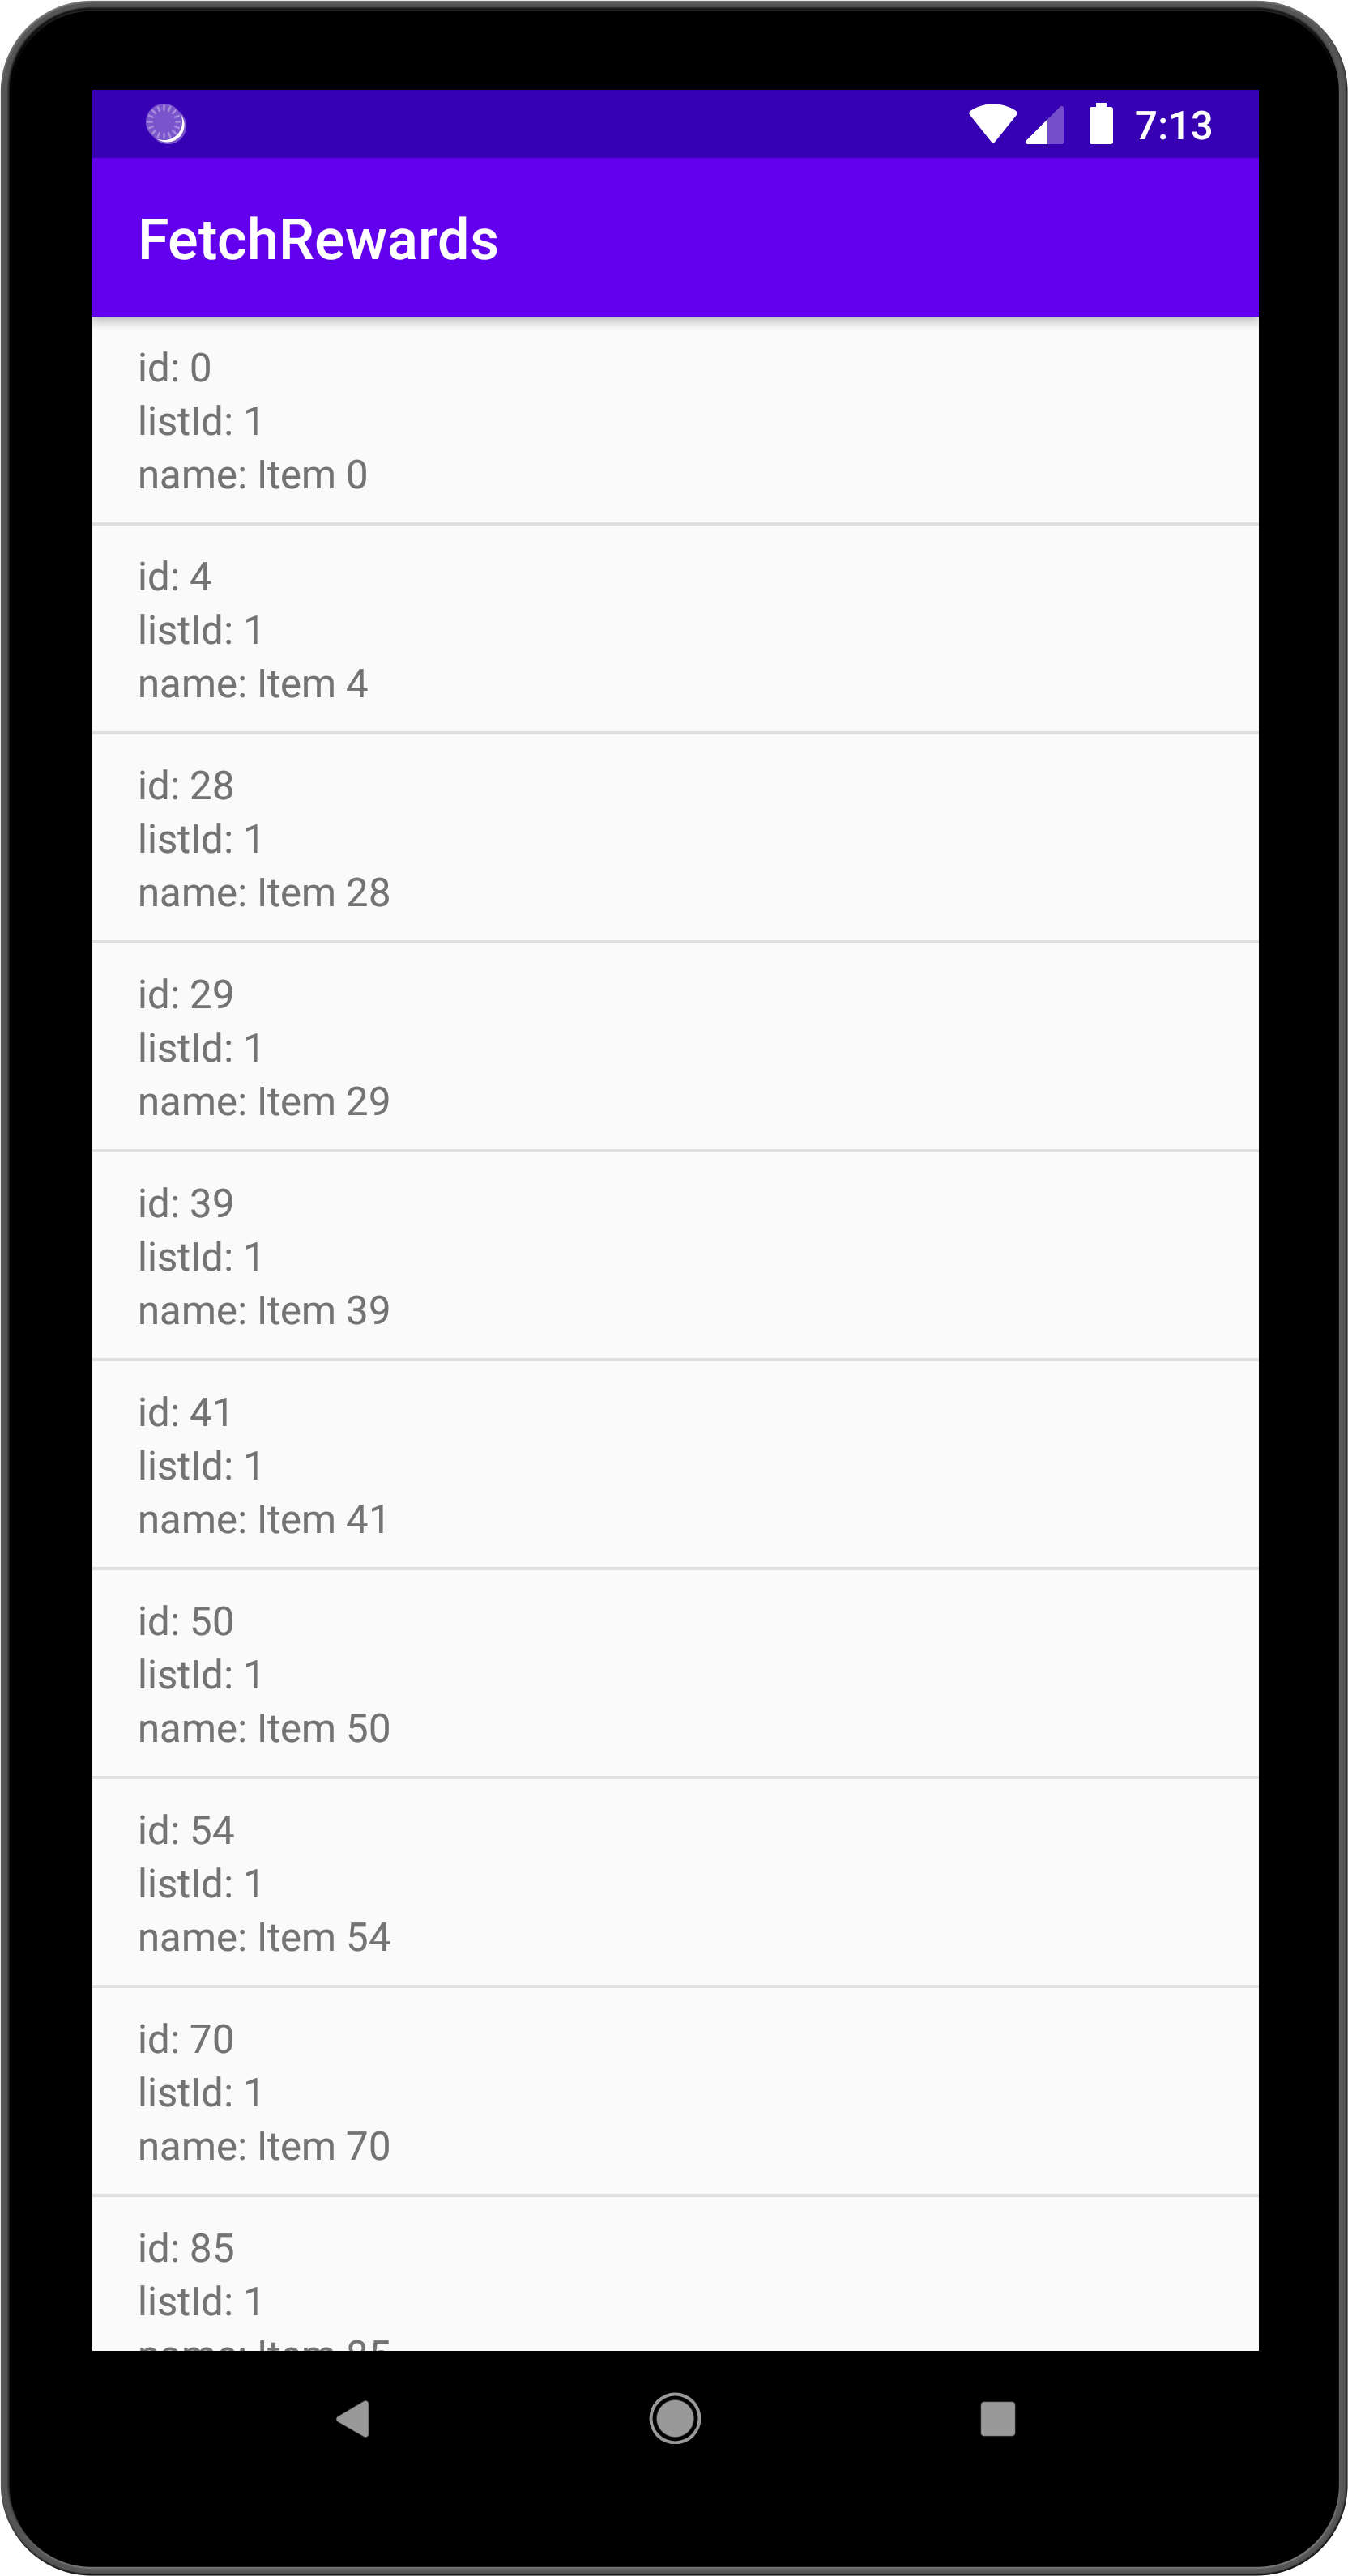 7:13
FetchRewards
id: 0
listId: 1
name: Item 0
id: 4
listId: 1
name: Item 4
id: 28
listId: 1
name: Item 28
id: 29
listId: 1
name: Item 29
id: 39
listId: 1
name: Item 39
id: 41
listId: 1
name: Item 41
id: 50
listId: 1
name: Item 50
id: 54
listId: 1
name: Item 54
id: 70
listId: 1
name: Item 70
id: 85
listId: 1
name: Item 85